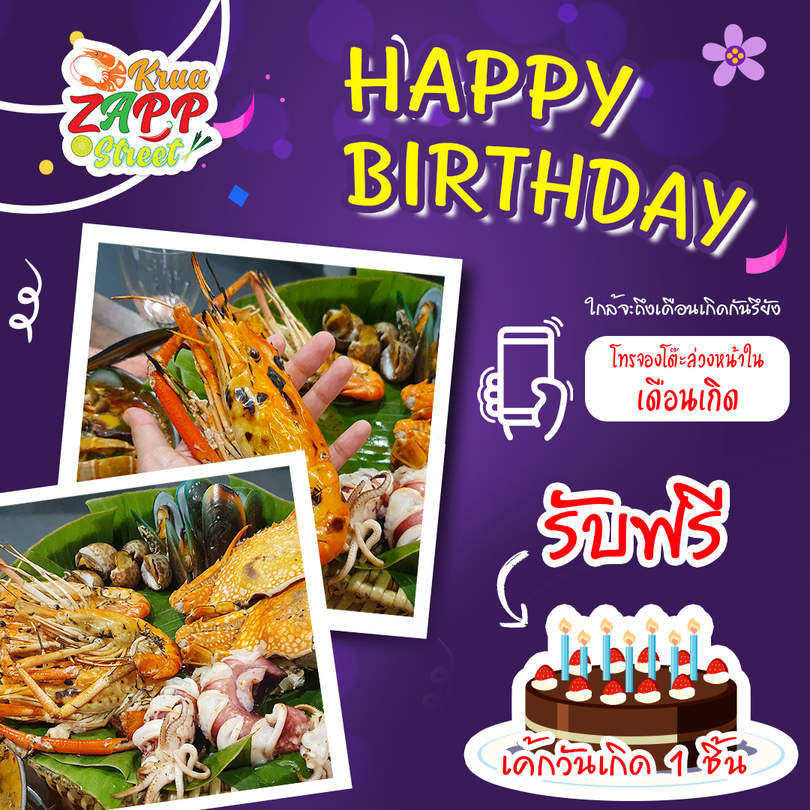 Krua
ZAPP
Street
HAPPY
BIRTHDAY
ใกล้จะถึงเดือนเกิดกันรึยัง
โทรจองโต๊ะล่วงหน้าใน
เดือนเกิด
รับฟรี
เค้กวันเกิด 1 ชิ้น